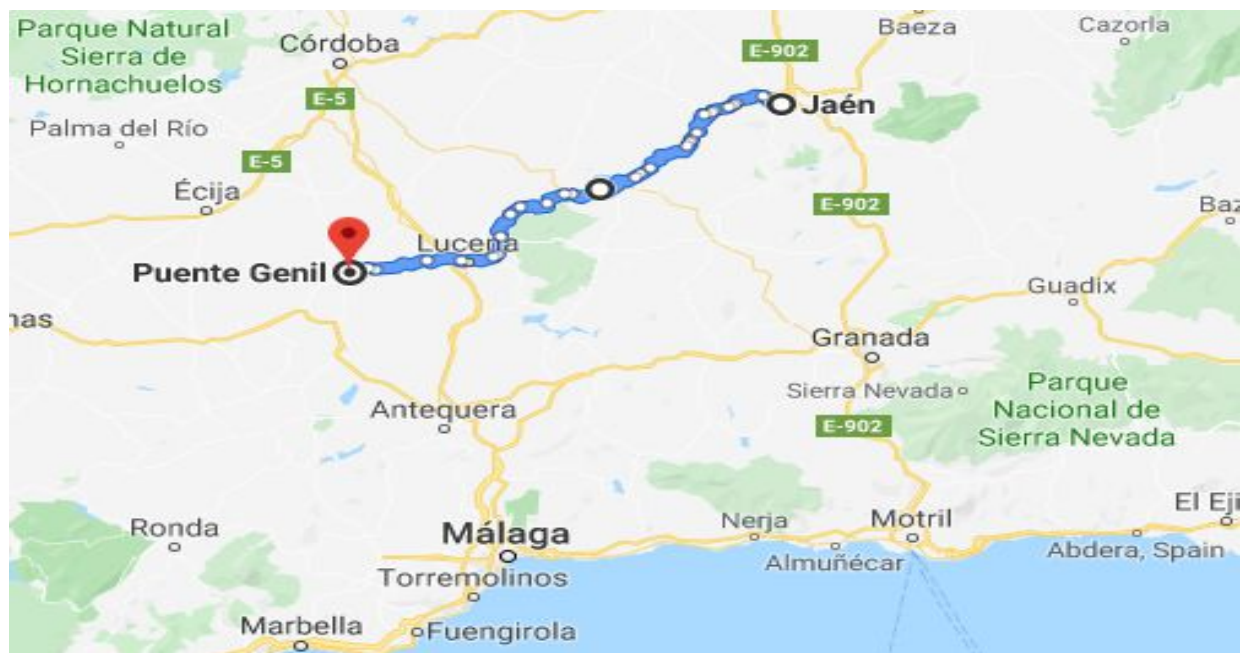 Parque Natural
Sierra de
Hornachuelos
Córdoba
E-902
Baeza
Cazorla
E-5
Jaén
Palma del Río
E-5
Écija
E-902
Baz
Lucena
Puente Genil
Guadix
nas
Granada
Sierra Nevada
Parque
Nacional de
Sierra Nevada
Antequera
E-902
Ronda
Málaga
Nerja
Motril
El Eji
Almuñécar
Abdera, Spain
Torremolinos
Marbella
Fuengirola